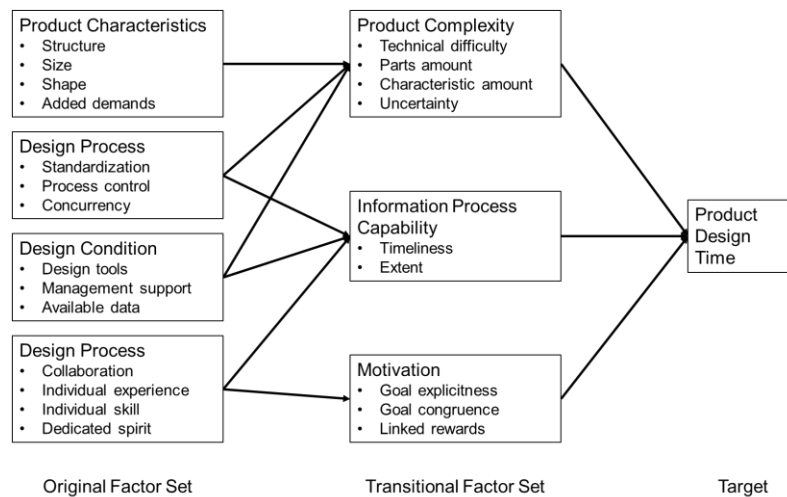 Product Characteristics
• Structure
• Size
• Shape
• Added demands
Design Process
• Standardization
• Process control
• Concurrency
Design Condition
• Design tools
• Management support
• Available data
Design Process
• Collaboration
• Individual experience
• Individual skill
• Dedicated spirit
Original Factor Set
Product Complexity
• Technical difficulty
• Parts amount
• Characteristic amount
• Uncertainty
Information Process
Capability
• Timeliness
• Extent
Motivation
• Goal explicitness
• Goal congruence
• Linked rewards
Transitional Factor Set
Product
Design
Time
Target